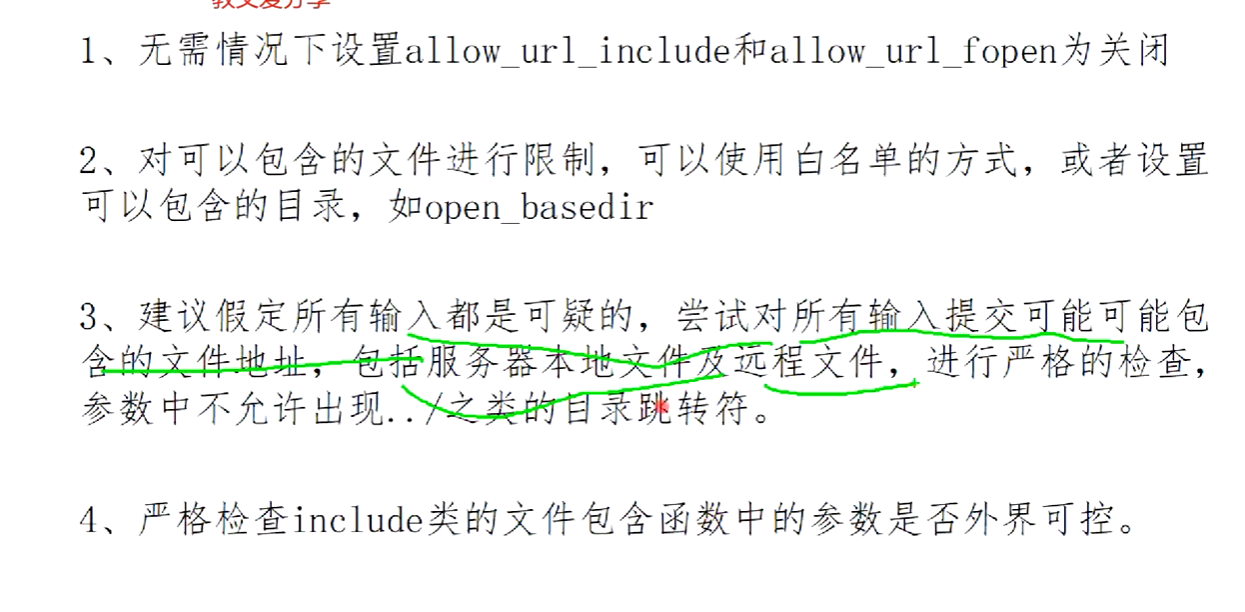 1、无需情况下设置allow_url_include和allow_url_fopen为关闭
2、对可以包含的文件进行限制，可以使用白名单的方式，或者设置
可以包含的目录，如open_basedir
3、建议假定所有输入都是可疑的，尝试对所有输入提交可能可能包
含的文件地址，包括服务器本地文件及远程文件，进行严格的检查，
参数中不允许出现../之类的目录跳转符。
4、严格检查include类的文件包含函数中的参数是否外界可控。